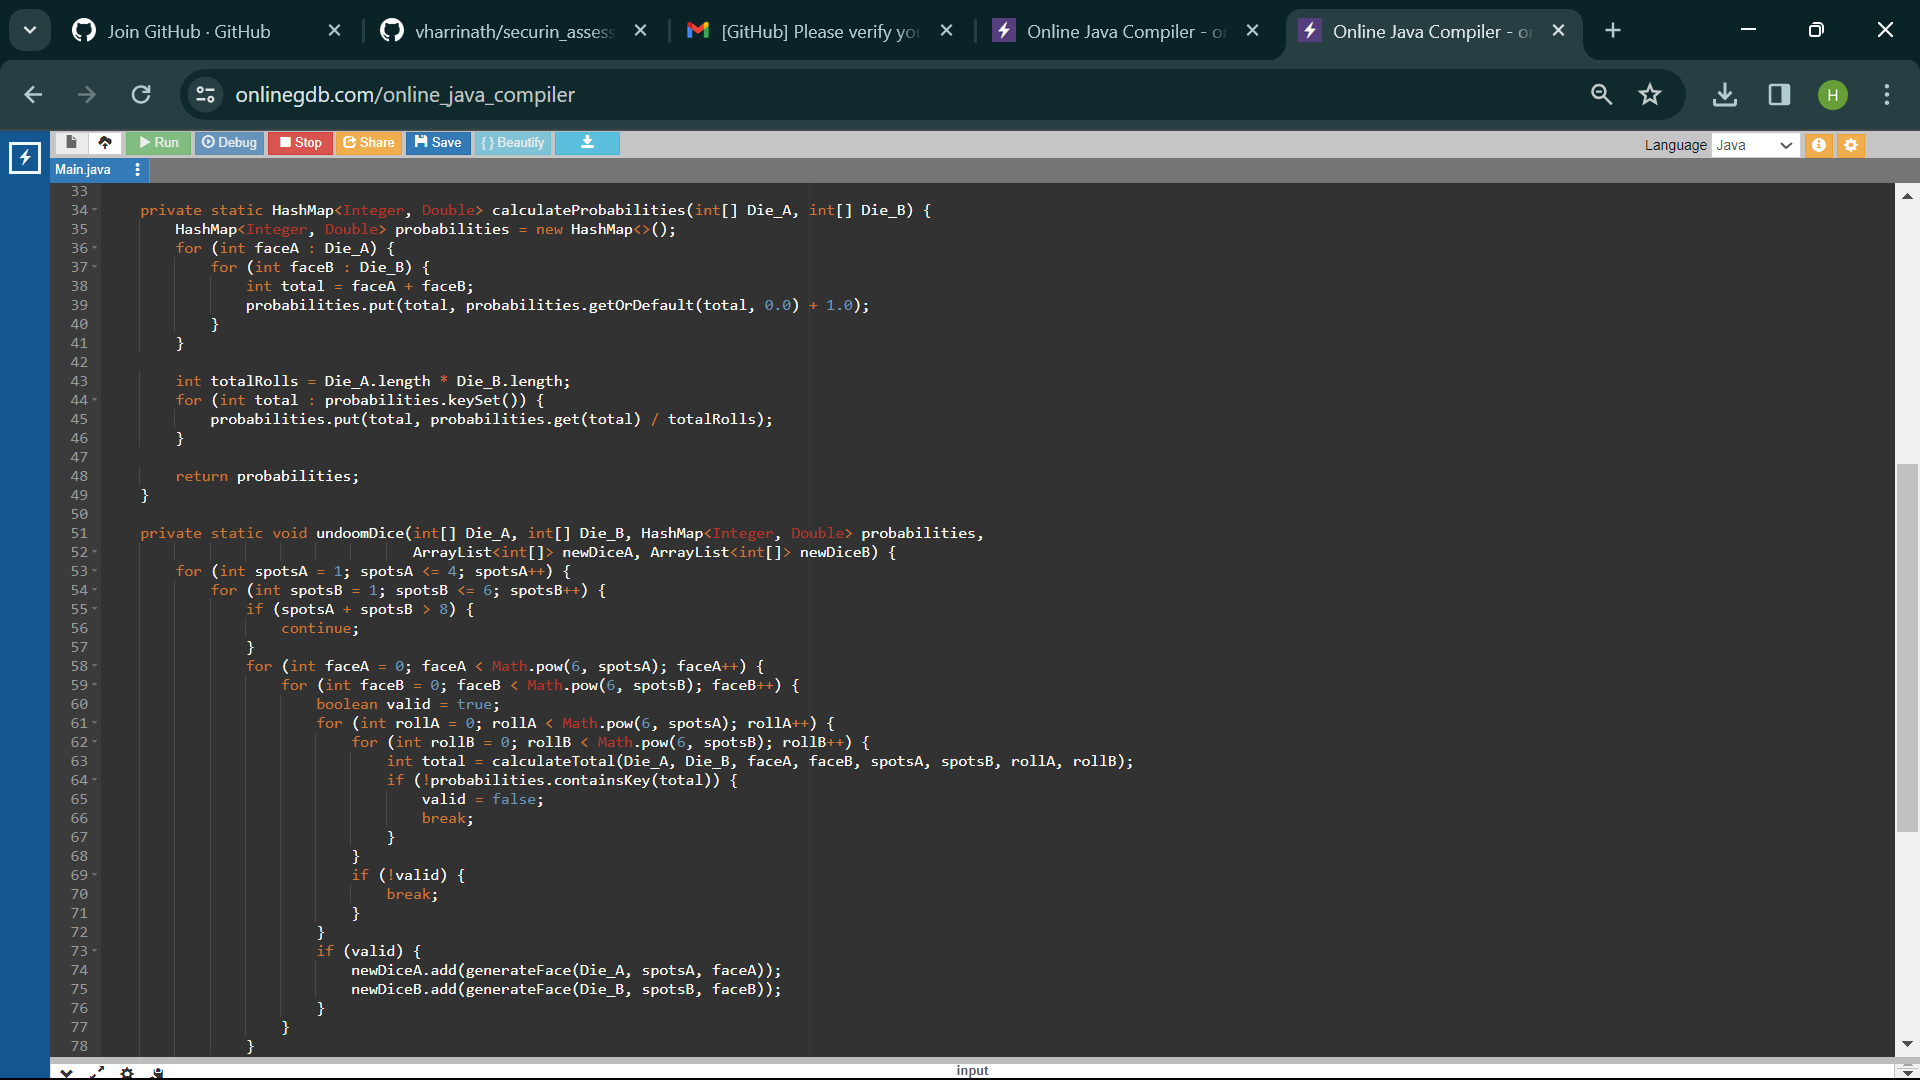 Join GitHub · GitHub
vharrinath/securin_assess
[GitHub] Please verify yo
Online Java Compiler - o
Online Java Compiler - o
onlinegdb.com/online_java_compiler
H
Run
Debug
Stop
Share
Save
{ } Beautify
Language
Java
Main.java
33
34 private static HashMap<Integer, Double> calculateProbabilities(int[] Die_A, int[] Die_B) {
35 HashMap<Integer, Double> probabilities = new HashMap<>();
36 for (int faceA : Die_A) {
37 for (int faceB : Die_B) {
38 int total = faceA + faceB;
39 probabilities.put(total, probabilities.getOrDefault(total, 0.0) + 1.0);
40 }
41 }
42
43 int totalRolls = Die_A.length * Die_B.length;
44 for (int total : probabilities.keySet()) {
45 probabilities.put(total, probabilities.get(total) / totalRolls);
46 }
47
48 return probabilities;
49 }
50
51 private static void undoomDice(int[] Die_A, int[] Die_B, HashMap<Integer, Double> probabilities,
52 ArrayList<int[]> newDiceA, ArrayList<int[]> newDiceB) {
53 for (int spotsA = 1; spotsA <= 4; spotsA++) {
54 for (int spotsB = 1; spotsB <= 6; spotsB++) {
55 if (spotsA + spotsB > 8) {
56 continue;
57 }
58 for (int faceA = 0; faceA < Math.pow(6, spotsA); faceA++) {
59 for (int faceB = 0; faceB < Math.pow(6, spotsB); faceB++) {
60 boolean valid = true;
61 for (int rollA = 0; rollA < Math.pow(6, spotsA); rollA++) {
62 for (int rollB = 0; rollB < Math.pow(6, spotsB); rollB++) {
63 int total = calculateTotal(Die_A, Die_B, faceA, faceB, spotsA, spotsB, rollA, rollB);
64 if (!probabilities.containsKey(total)) {
65 valid = false;
66 break;
67 }
68 }
69 if (!valid) {
70 break;
71 }
72 }
73 if (valid) {
74 newDiceA.add(generateFace(Die_A, spotsA, faceA));
75 newDiceB.add(generateFace(Die_B, spotsB, faceB));
76 }
77 }
78 }
input